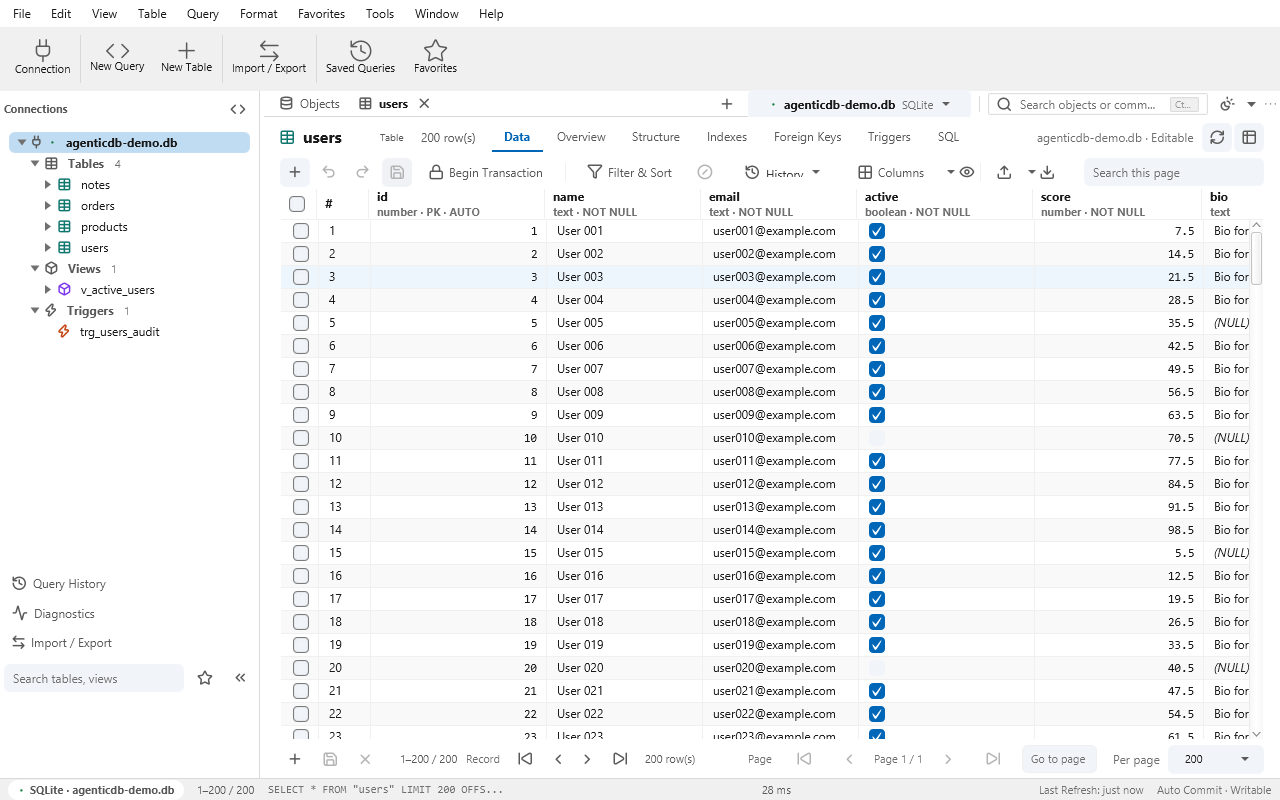 File Edit View Table Query Format Favorites Tools Window Help
Connection New Query New Table Import / Export Saved Queries Favorites
Connections
agenticdb-demo.db
Tables 4
notes
orders
products
users
Views 1
v_active_users
Triggers 1
trg_users_audit
Query History
Diagnostics
Import / Export
Search tables, views
Objects users agenticdb-demo.db SQLite Search objects or comm... Ct...
users Table 200 row(s) Data Overview Structure Indexes Foreign Keys Triggers SQL agenticdb-demo.db · Editable
Begin Transaction Filter & Sort History Columns Search this page
# id name email active score bio
number · PK · AUTO text · NOT NULL text · NOT NULL boolean · NOT NULL number · NOT NULL text
1 1 User 001 user001@example.com 7.5 Bio for
2 2 User 002 user002@example.com 14.5 Bio for
3 3 User 003 user003@example.com 21.5 Bio for
4 4 User 004 user004@example.com 28.5 Bio for
5 5 User 005 user005@example.com 35.5 (NULL)
6 6 User 006 user006@example.com 42.5 Bio for
7 7 User 007 user007@example.com 49.5 Bio for
8 8 User 008 user008@example.com 56.5 Bio for
9 9 User 009 user009@example.com 63.5 Bio for
10 10 User 010 user010@example.com 70.5 (NULL)
11 11 User 011 user011@example.com 77.5 Bio for
12 12 User 012 user012@example.com 84.5 Bio for
13 13 User 013 user013@example.com 91.5 Bio for
14 14 User 014 user014@example.com 98.5 Bio for
15 15 User 015 user015@example.com 5.5 (NULL)
16 16 User 016 user016@example.com 12.5 Bio for
17 17 User 017 user017@example.com 19.5 Bio for
18 18 User 018 user018@example.com 26.5 Bio for
19 19 User 019 user019@example.com 33.5 Bio for
20 20 User 020 user020@example.com 40.5 (NULL)
21 21 User 021 user021@example.com 47.5 Bio for
22 22 User 022 user022@example.com 54.5 Bio for
23 23 User 023 user023@example.com 61.5 Bio for
1–200 / 200 Record 200 row(s) Page Page 1 / 1 Go to page Per page 200
SQLite · agenticdb-demo.db 1–200 / 200 SELECT * FROM "users" LIMIT 200 OFFS... 28 ms Last Refresh: just now Auto Commit · Writable